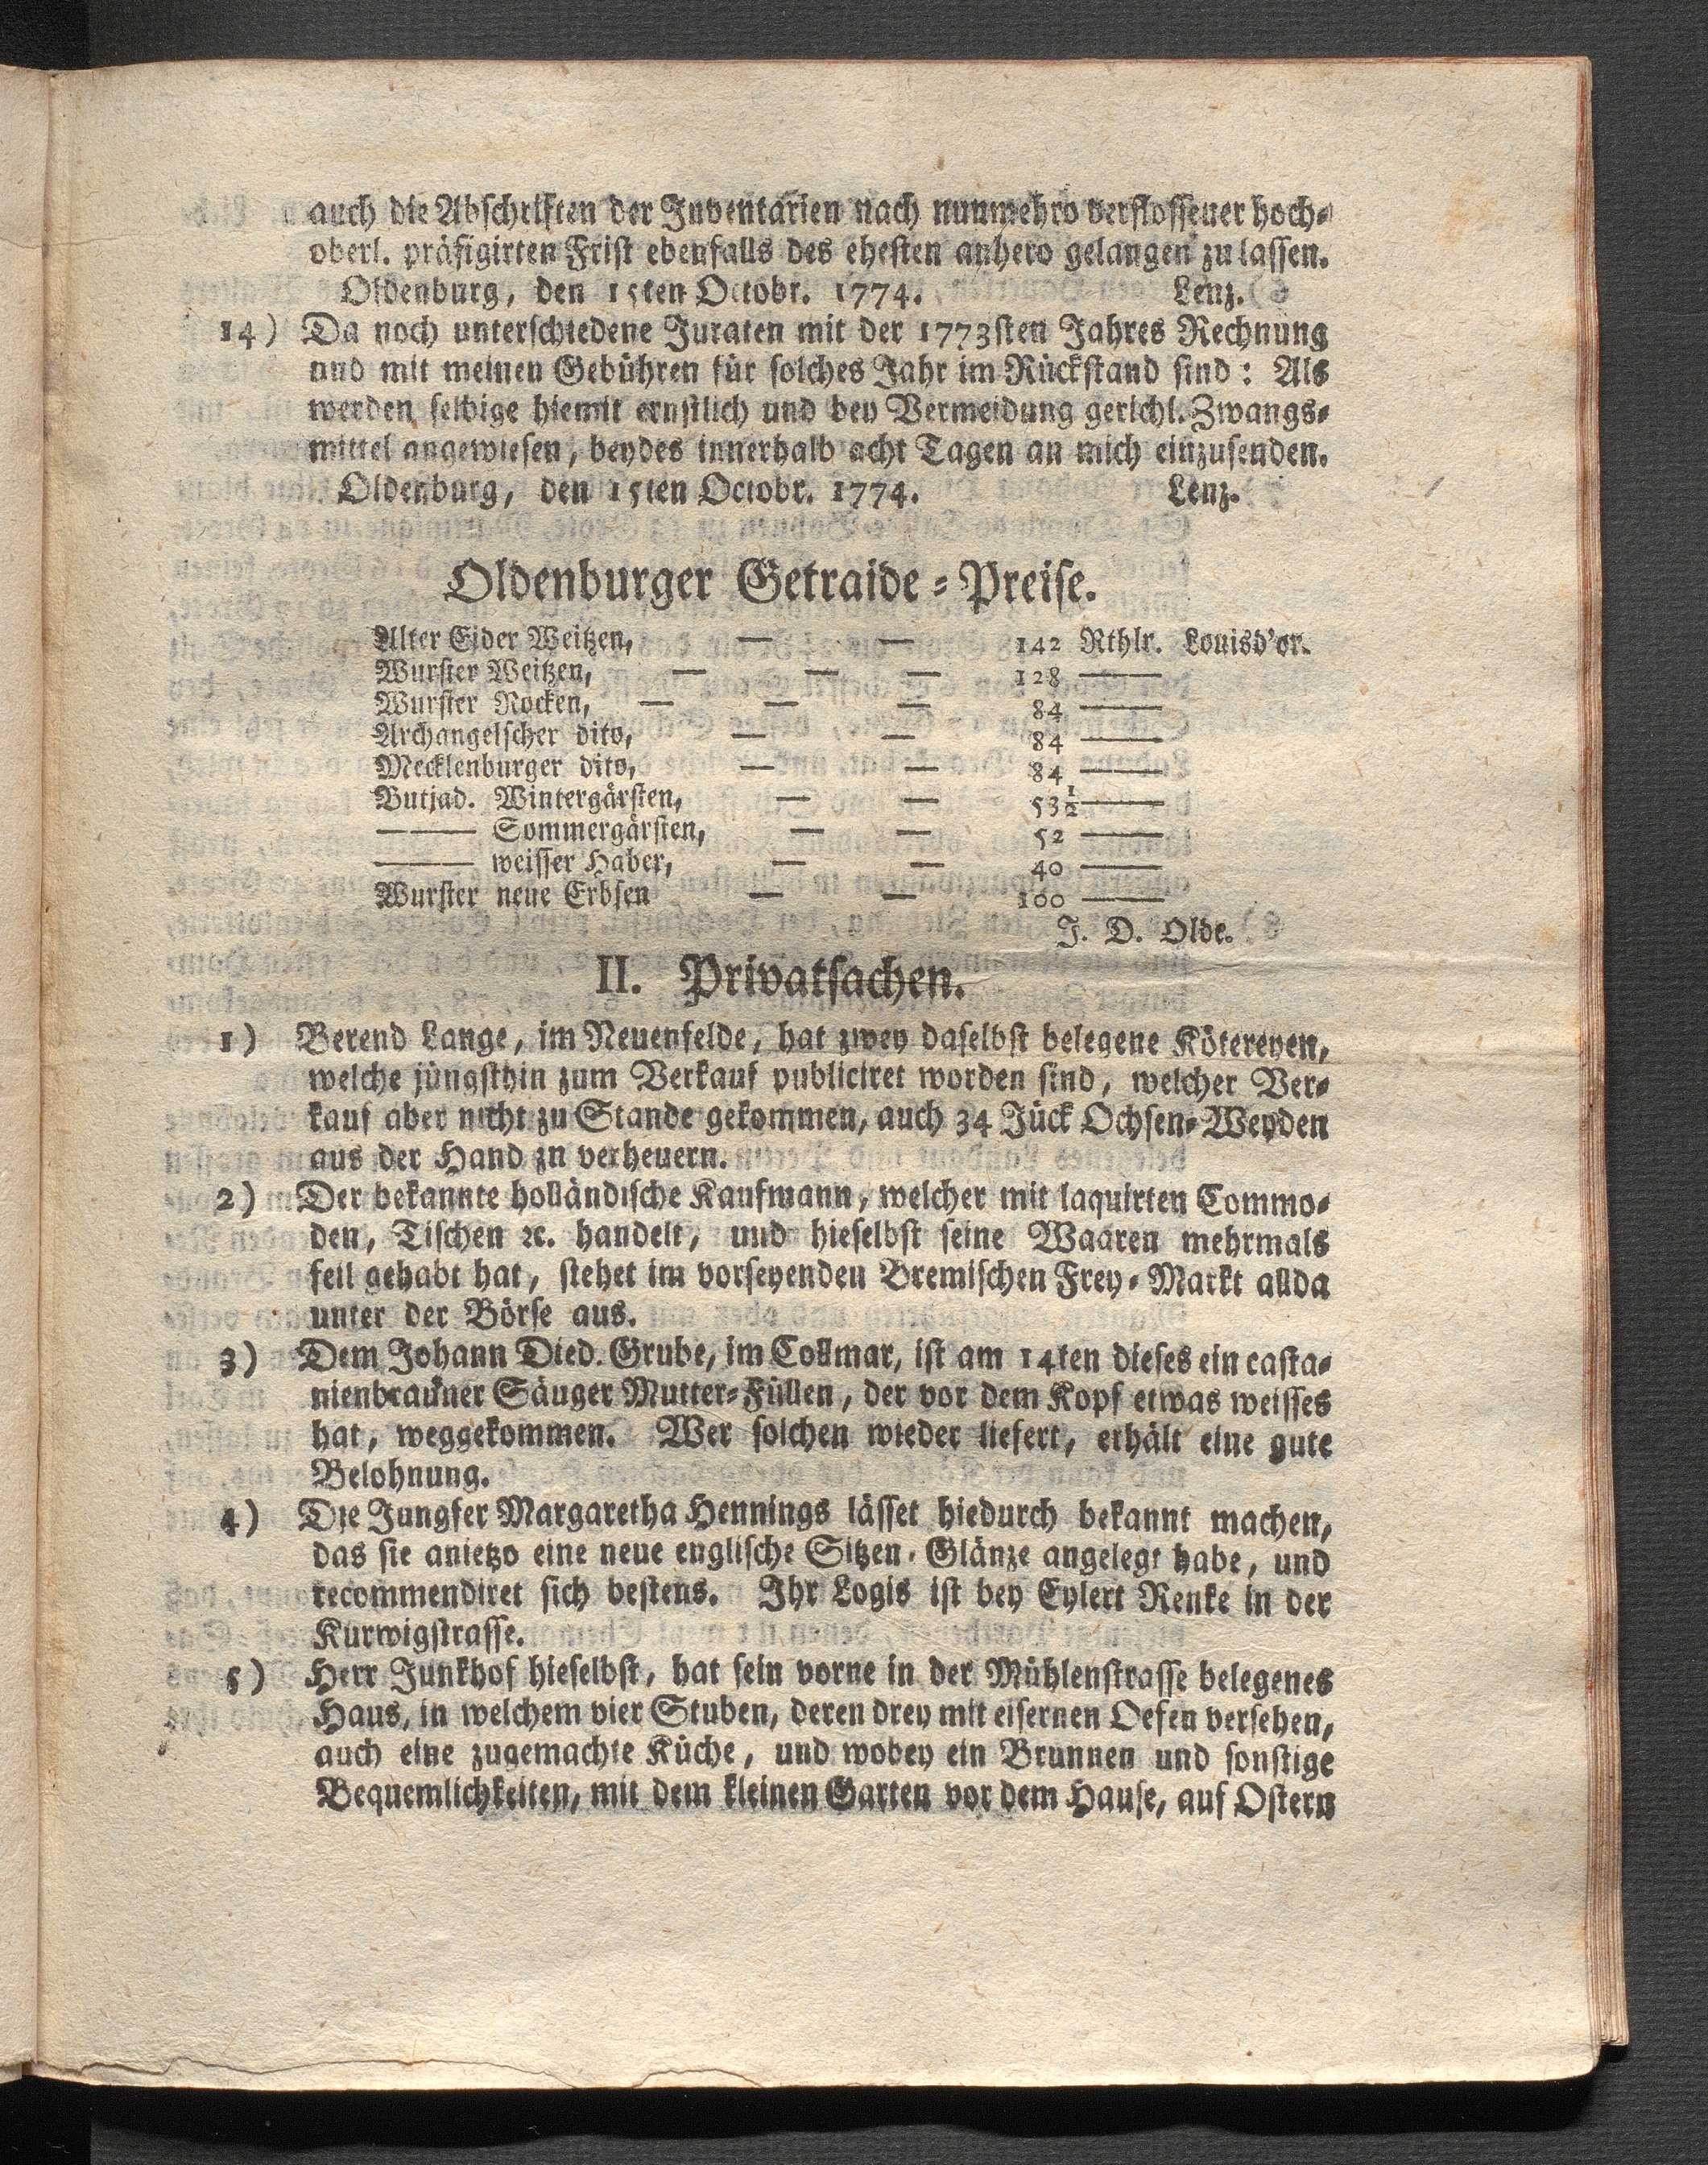 auch die Abschriften der Inventarien nach nunmehro verflossener hoch-
oberl. präfigirten Frist ebenfalls des ehesten anhero gelangen zu lassen.
Oldenburg, den 15ten Octobr. 1774. Lenz.
14) Da noch unterschiedene Juraten mit der 1773sten Jahres Rechnung
und mit meinen Gebühren für solches Jahr im Rückstand sind: Als
werden selbige hiemit ernstlich und bey Vermeidung gerichl. Zwangs-
mittel angewiesen, beydes innerhalb acht Tagen an mich einzusenden.
Oldenburg, den 15ten Octobr. 1774. Lenz.
Oldenburger Getraide-Preise.
Alter Eider Weitzen, — — 142 Rthlr. Louisd'or.
Wurster Weitzen, — — — 128 ——
Wurster Rocken, — — — 84 ——
Archangelscher dito, — — 84 ——
Mecklenburger dito, — — 84 ——
Butjad. Wintergärsten, — — 53½ ——
—— Sommergärsten, — — 52 ——
—— weisser Haber, — — 40 ——
Wurster neue Erbsen — — 100 ——
J. D. Olde.
II. Privatsachen.
1) Berend Lange, im Neuenfelde, hat zwey daselbst belegene Kötereyen,
welche jüngsthin zum Verkauf publiciret worden sind, welcher Ver-
kauf aber nicht zu Stande gekommen, auch 34 Jück Ochsen-Weyden
aus der Hand zu verheuern.
2) Der bekannte holländische Kaufmann, welcher mit laquirten Commo-
den, Tischen ꝛc. handelt, und hieselbst seine Waaren mehrmals
feil gehabt hat, stehet im vorseyenden Bremischen Frey-Markt allda
unter der Börse aus.
3) Dem Johann Died. Grube, im Collmar, ist am 14ten dieses ein casta-
nienbrauner Säuger Mutter-Füllen, der vor dem Kopf etwas weisses
hat, weggekommen. Wer solchen wieder liefert, erhält eine gute
Belohnung.
4) Die Jungfer Margaretha Hennings lässet hiedurch bekannt machen,
das sie anietzo eine neue englische Sitzen-Glänze angelegt habe, und
recommendiret sich bestens. Ihr Logis ist bey Eylert Renke in der
Kurwigstrasse.
5) Herr Junkhof hieselbst, hat sein vorne in der Mühlenstrasse belegenes
Haus, in welchem vier Stuben, deren drey mit eisernen Oefen versehen,
auch eine zugemachte Küche, und wobey ein Brunnen und sonstige
Bequemlichkeiten, mit dem kleinen Garten vor dem Hause, auf Ostern